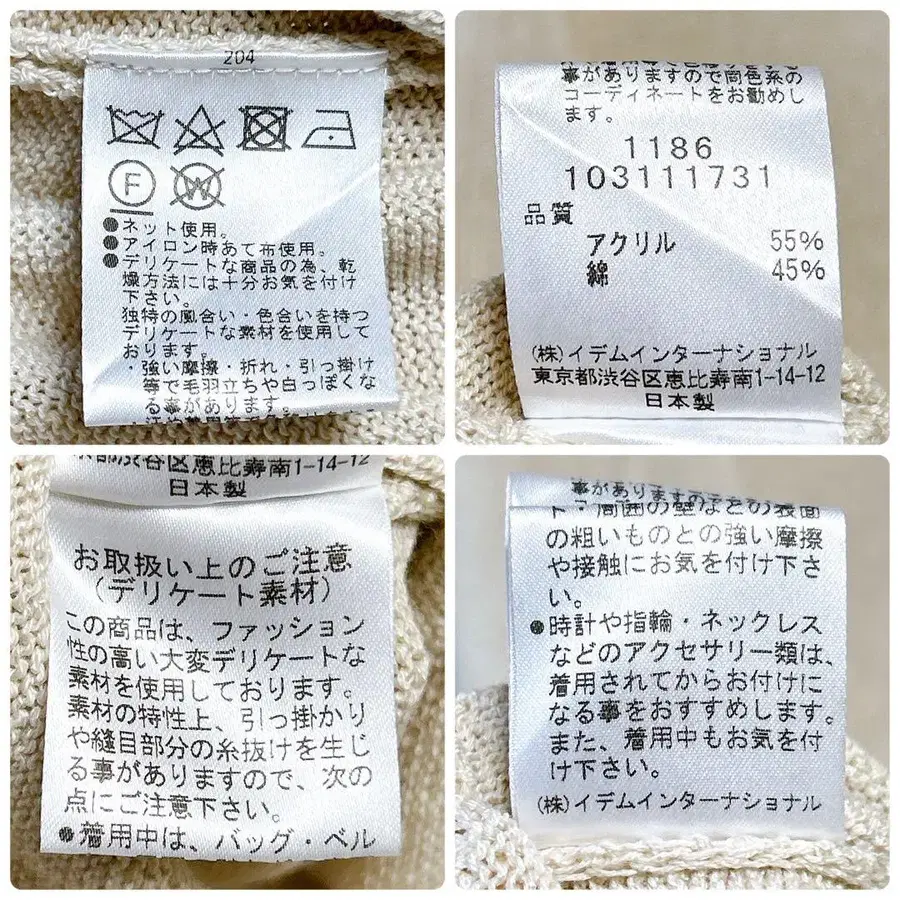 204
F
W
●ネット使用。
●アイロン時あて布使用。
●デリケートな商品の為、乾
燥方法には十分お気を付け
下さい。
独特の風合い・色合いを持つ
デリケートな素材を使用して
おります。
・強い摩擦・折れ・引っ掛け
等で毛羽立ちや白っぽくな
る事があります。
事がありますので同色系の
コーディネートをお勧めし
ます。
1186
103111731
品質
アクリル 55%
綿 45%
(株)イデムインターナショナル
東京都渋谷区恵比寿南1-14-12
日本製
東京都渋谷区恵比寿南1-14-12
日本製
お取扱い上のご注意
(デリケート素材)
この商品は、ファッション
性の高い大変デリケートな
素材を使用しております。
素材の特性上、引っ掛かり
や縫目部分の糸抜けを生じ
る事がありますので、次の
点にご注意下さい。
●着用中は、バッグ・ベル
事がありますので
ト・周囲の壁などの表面
の粗いものとの強い摩擦
や接触にお気を付け下さ
い。
●時計や指輪・ネックレス
などのアクセサリー類は、
着用されてからお付けに
なる事をおすすめします。
また、着用中もお気を付
け下さい。
(株)イデムインターナショナル